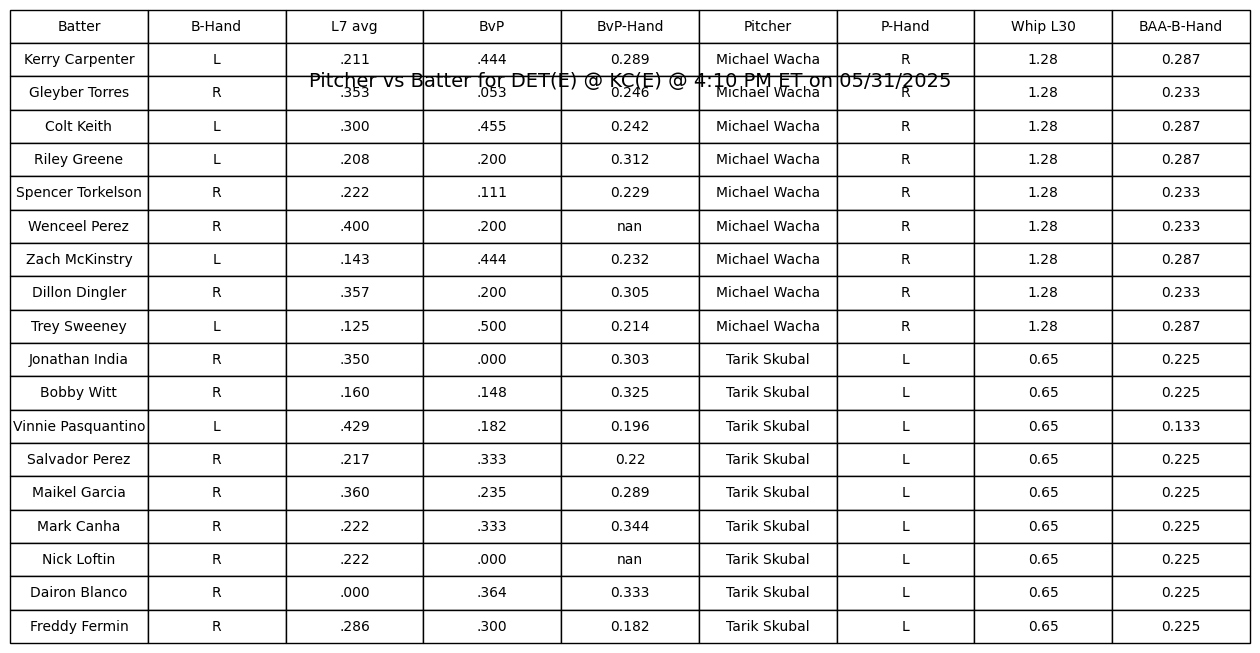 Batter B-Hand L7 avg BvP BvP-Hand Pitcher P-Hand Whip L30 BAA-B-Hand
Kerry Carpenter L .211 .444 0.289 Michael Wacha R 1.28 0.287
Pitcher vs Batter for DET(E) @ KC(E) @ 4:10 PM ET on 05/31/2025
Gleyber Torres R .353 .053 0.246 Michael Wacha R 1.28 0.233
Colt Keith L .300 .455 0.242 Michael Wacha R 1.28 0.287
Riley Greene L .208 .200 0.312 Michael Wacha R 1.28 0.287
Spencer Torkelson R .222 .111 0.229 Michael Wacha R 1.28 0.233
Wenceel Perez R .400 .200 nan Michael Wacha R 1.28 0.233
Zach McKinstry L .143 .444 0.232 Michael Wacha R 1.28 0.287
Dillon Dingler R .357 .200 0.305 Michael Wacha R 1.28 0.233
Trey Sweeney L .125 .500 0.214 Michael Wacha R 1.28 0.287
Jonathan India R .350 .000 0.303 Tarik Skubal L 0.65 0.225
Bobby Witt R .160 .148 0.325 Tarik Skubal L 0.65 0.225
Vinnie Pasquantino L .429 .182 0.196 Tarik Skubal L 0.65 0.133
Salvador Perez R .217 .333 0.22 Tarik Skubal L 0.65 0.225
Maikel Garcia R .360 .235 0.289 Tarik Skubal L 0.65 0.225
Mark Canha R .222 .333 0.344 Tarik Skubal L 0.65 0.225
Nick Loftin R .222 .000 nan Tarik Skubal L 0.65 0.225
Dairon Blanco R .000 .364 0.333 Tarik Skubal L 0.65 0.225
Freddy Fermin R .286 .300 0.182 Tarik Skubal L 0.65 0.225